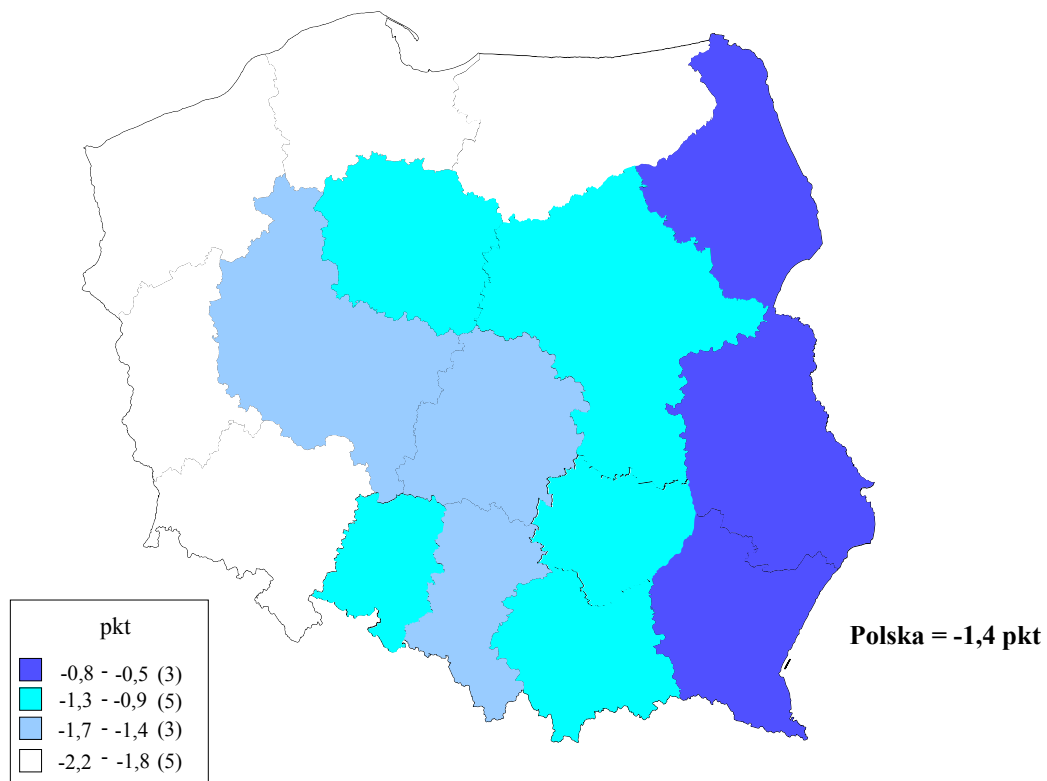 Polska = -1,4 pkt
pkt
-0,8 - -0,5 (3)
-1,3 - -0,9 (5)
-1,7 - -1,4 (3)
-2,2 - -1,8 (5)